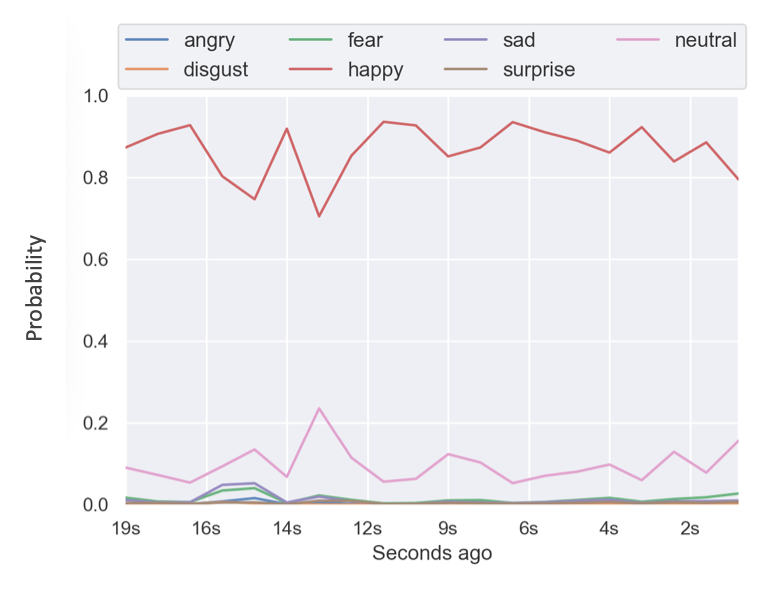 angry fear sad neutral
disgust happy surprise
1.0
0.8
0.6
0.4
0.2
0.0
Probability
19s 16s 14s 12s 9s 6s 4s 2s
Seconds ago